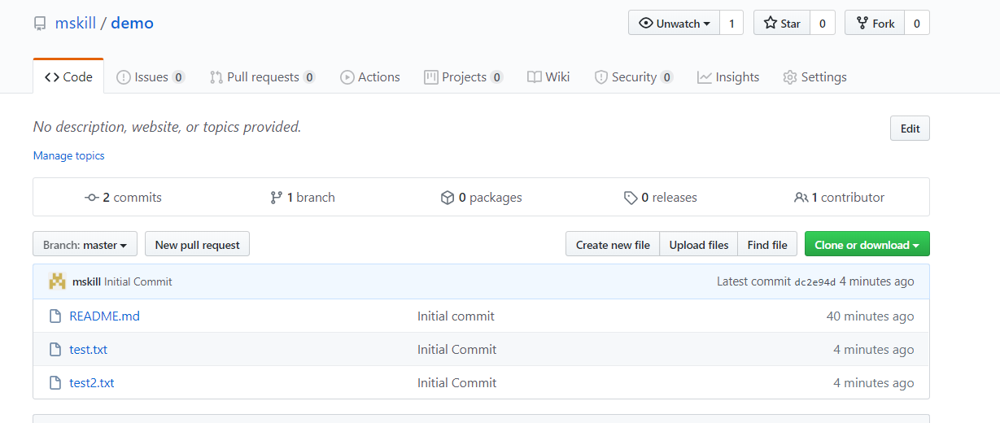 mskill / demo Unwatch 1 Star 0 Fork 0
Code Issues 0 Pull requests 0 Actions Projects 0 Wiki Security 0 Insights Settings
No description, website, or topics provided. Edit
Manage topics
2 commits 1 branch 0 packages 0 releases 1 contributor
Branch: master New pull request Create new file Upload files Find file Clone or download
mskill Initial Commit Latest commit dc2e94d 4 minutes ago
README.md Initial commit 40 minutes ago
test.txt Initial Commit 4 minutes ago
test2.txt Initial Commit 4 minutes ago